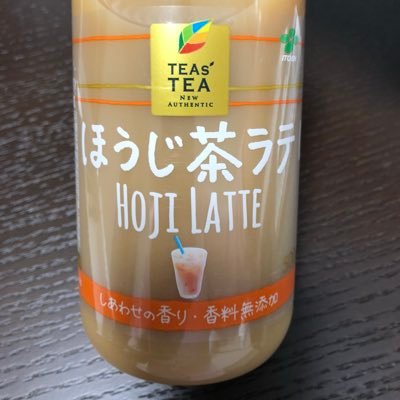 TEAs'
TEA
NEW
AUTHENTIC
ITOEN
ほうじ茶ラテ
HOJI LATTE
しあわせの香り・香料無添加